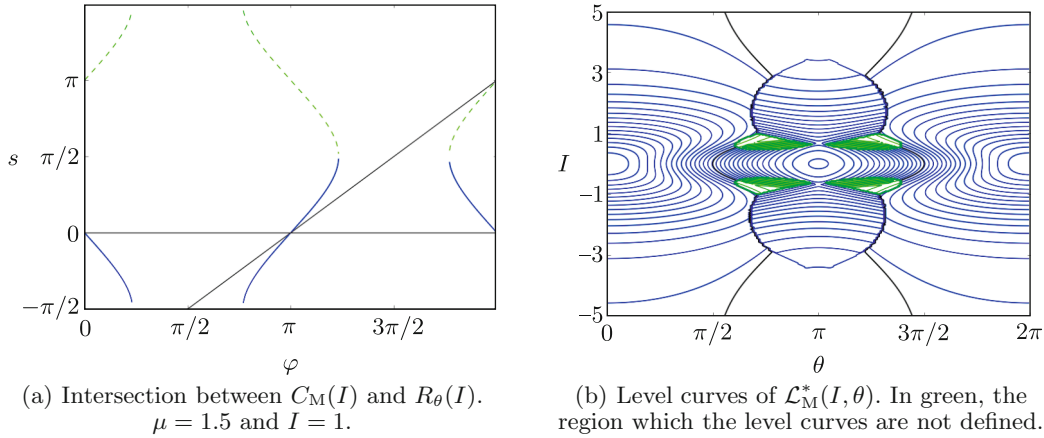 s
π
π/2
0
−π/2
0
π/2
π
3π/2
φ
(a) Intersection between C_M(I) and R_θ(I).
μ = 1.5 and I = 1.
I
5
3
1
−1
−3
−5
0
π/2
π
3π/2
2π
θ
(b) Level curves of 𝓛*_M(I, θ). In green, the
region which the level curves are not defined.